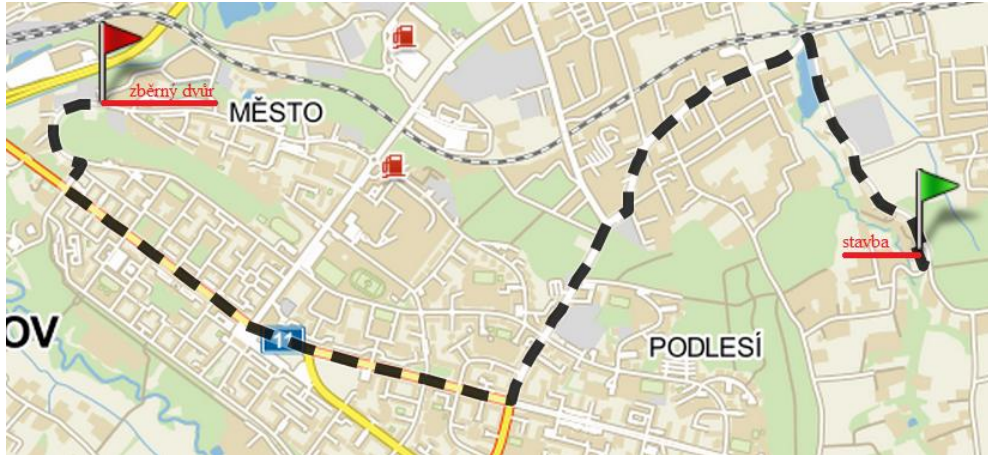 zběrný dvůr
MĚSTO
stavba
OV
11
PODLESÍ